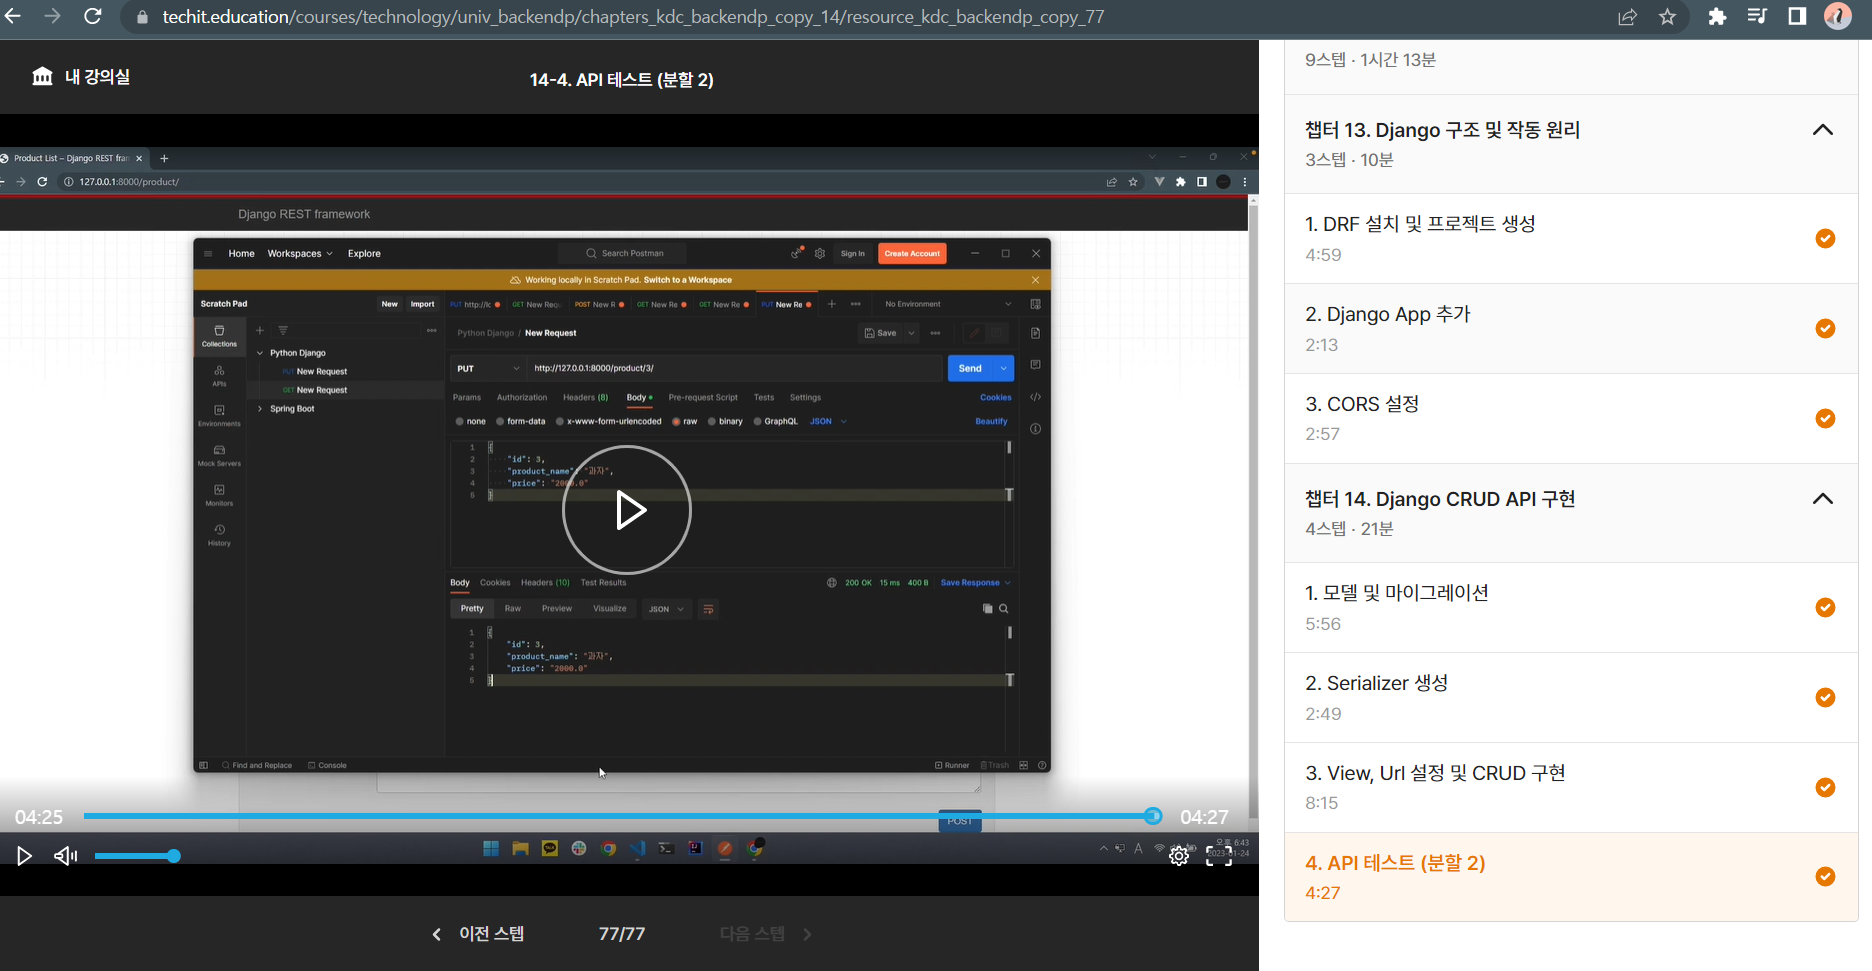 techit.education/courses/technology/univ_backendp/chapters_kdc_backendp_copy_14/resource_kdc_backendp_copy_77
내 강의실
14-4. API 테스트 (분할 2)
Product List – Django REST fran
127.0.0.1:8000/product/
Django REST framework
Home Workspaces Explore Search Postman Sign In Create Account
Working locally in Scratch Pad. Switch to a Workspace
Scratch Pad New Import
PUT http://lc GET New Requ POST New R GET New Re GET New Re PUT New Re No Environment
Python Django / New Request Save
Collections
APIs
Environments
Mock Servers
Monitors
History
Python Django
PUT New Request
GET New Request
Spring Boot
PUT http://127.0.0.1:8000/product/3/ Send
Params Authorization Headers (8) Body Pre-request Script Tests Settings Cookies
none form-data x-www-form-urlencoded raw binary GraphQL JSON Beautify
1 {
2 "id": 3,
3 "product_name": "과자",
4 "price": "2000.0"
5 }
Body Cookies Headers (10) Test Results 200 OK 15 ms 400 B Save Response
Pretty Raw Preview Visualize JSON
1 {
2 "id": 3,
3 "product_name": "과자",
4 "price": "2000.0"
5 }
Find and Replace Console Runner Trash
04:25 04:27
POST
A
오후 6:43
2023-01-24
이전 스텝 77/77 다음 스텝
9스텝 · 1시간 13분
챕터 13. Django 구조 및 작동 원리
3스텝 · 10분
1. DRF 설치 및 프로젝트 생성
4:59
2. Django App 추가
2:13
3. CORS 설정
2:57
챕터 14. Django CRUD API 구현
4스텝 · 21분
1. 모델 및 마이그레이션
5:56
2. Serializer 생성
2:49
3. View, Url 설정 및 CRUD 구현
8:15
4. API 테스트 (분할 2)
4:27